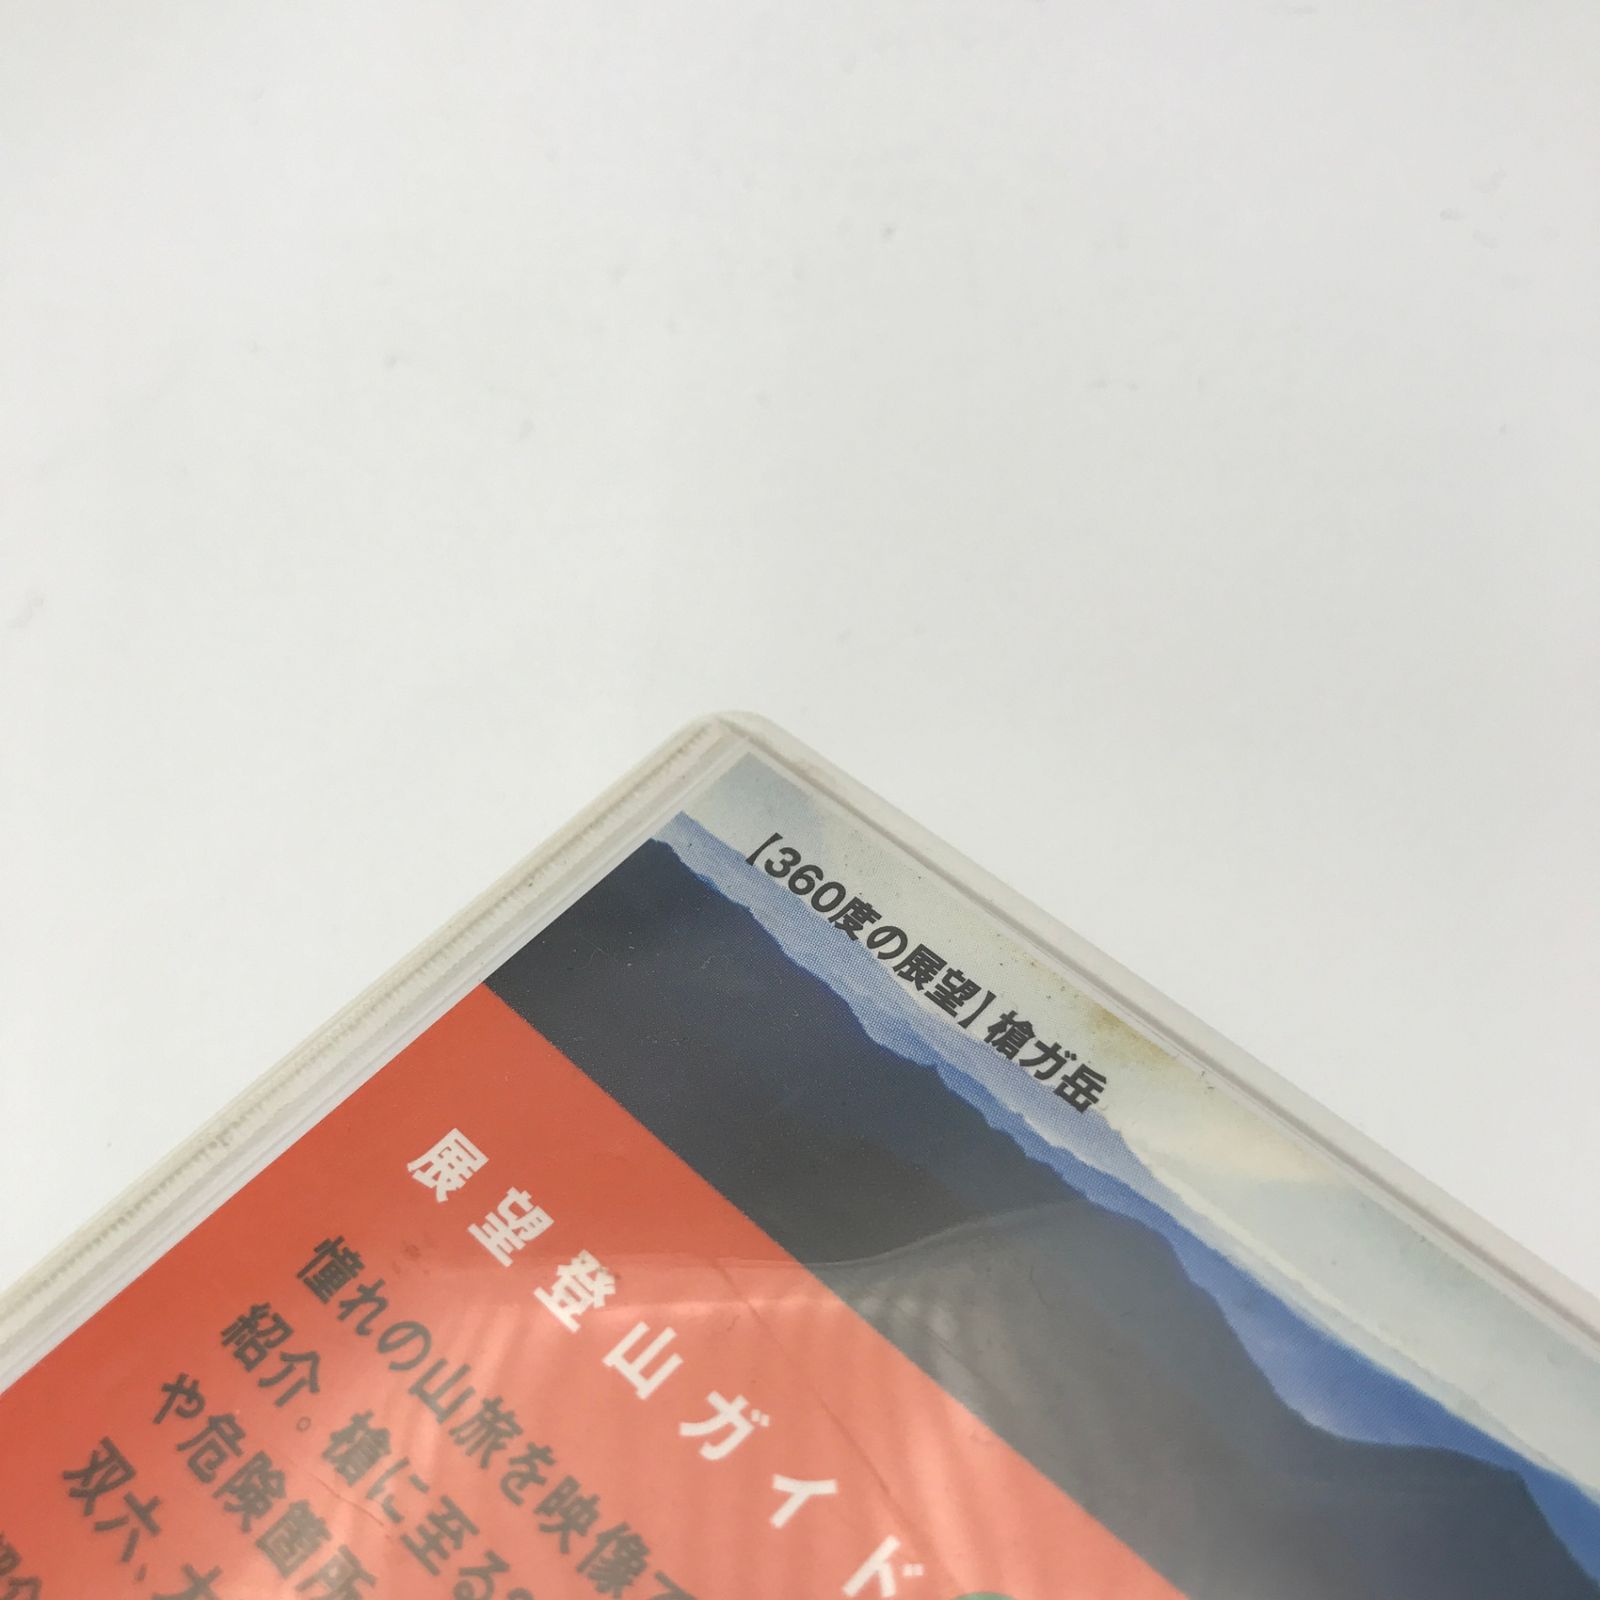 【360度の展望】槍ガ岳
展望登山ガイド
憧れの山旅を映像で
紹介。槍に至る
や危険箇所
双六、大